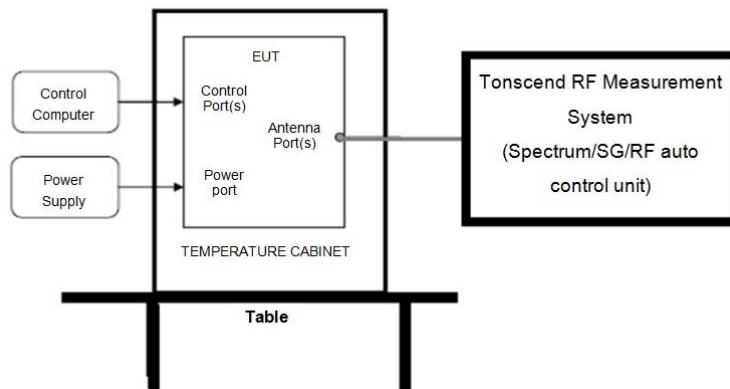 EUT
Control
Computer
Control
Port(s)
Antenna
Port(s)
Power
Supply
Power
port
TEMPERATURE CABINET
Table
Tonscend RF Measurement
System
(Spectrum/SG/RF auto
control unit)